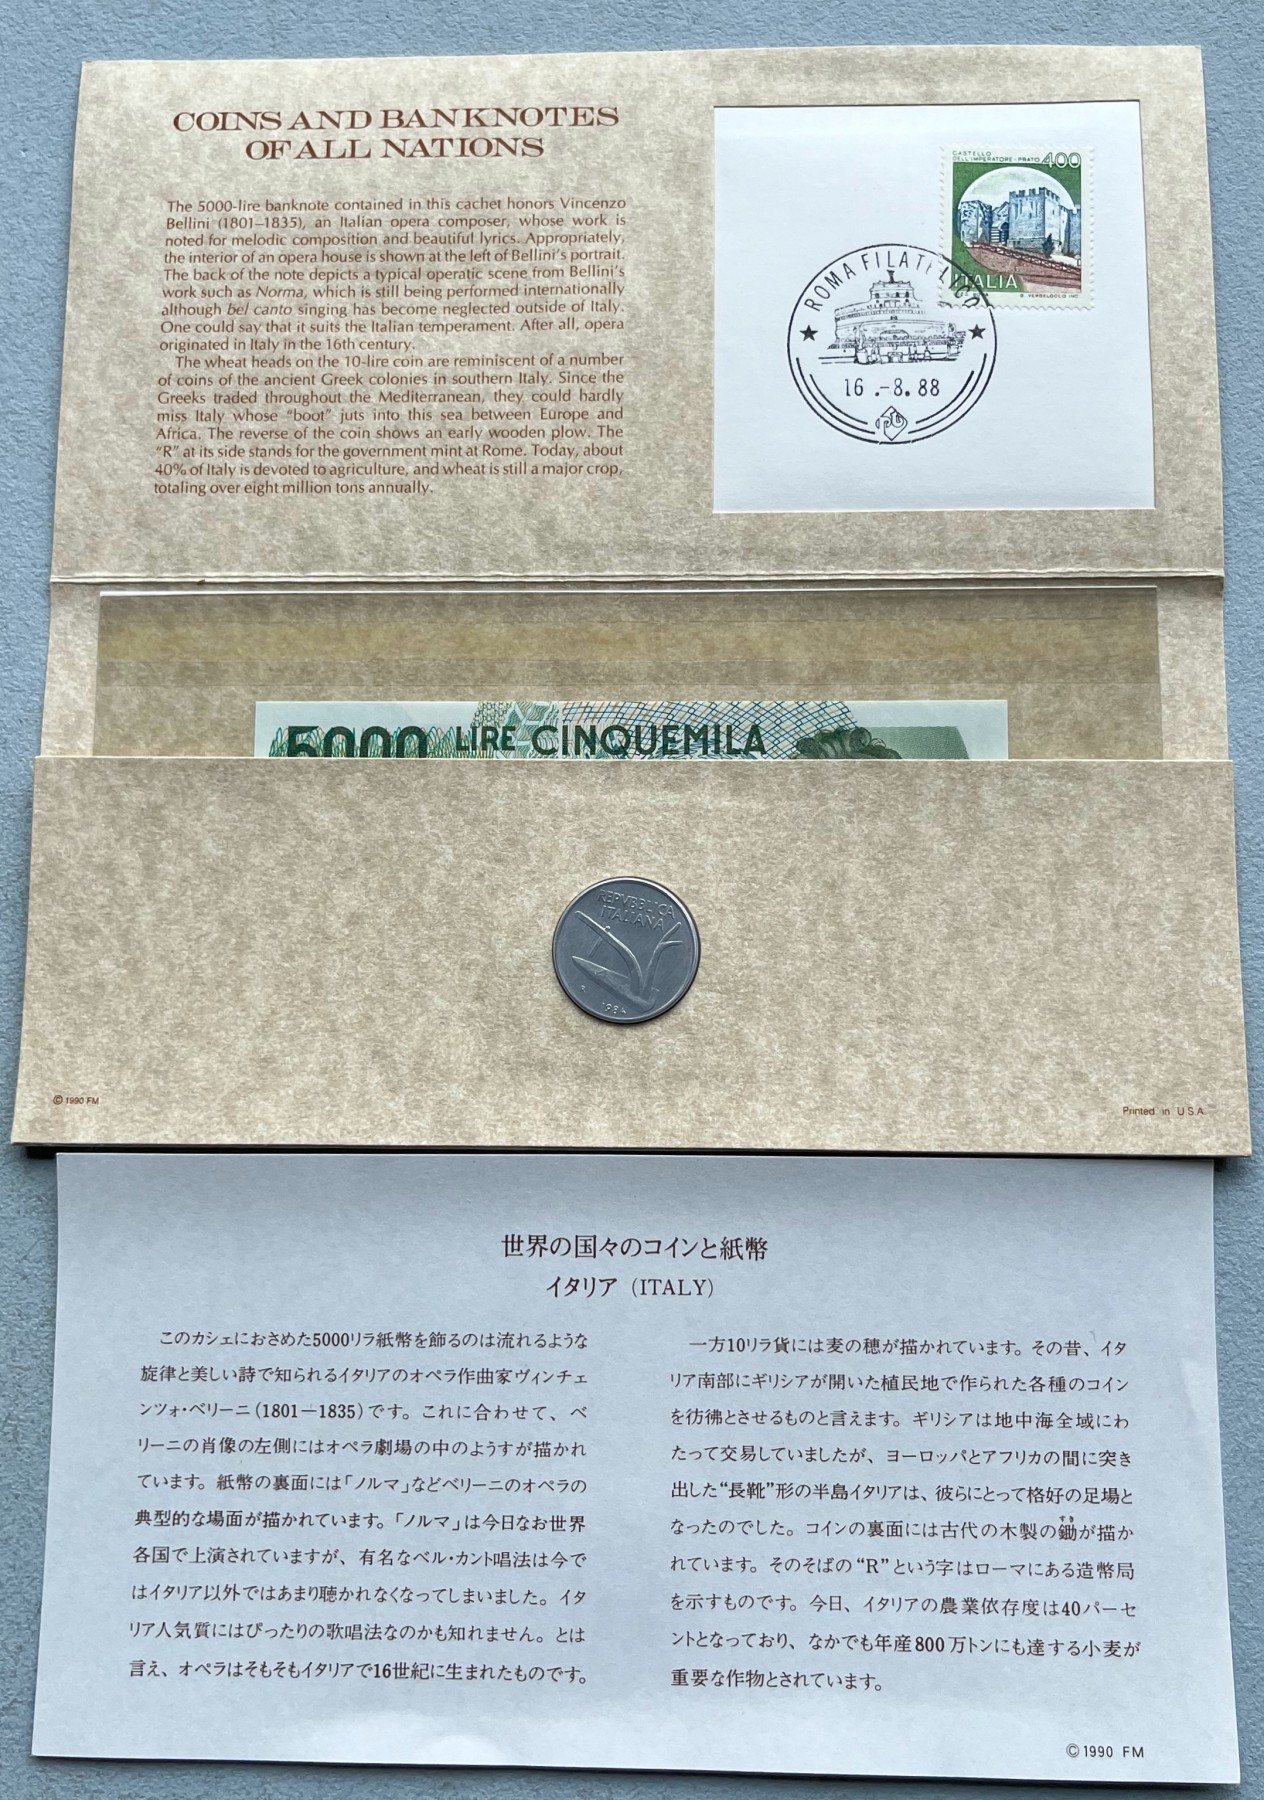 COINS AND BANKNOTES
OF ALL NATIONS
The 5000-lire banknote contained in this cachet honors Vincenzo
Bellini (1801–1835), an Italian opera composer, whose work is
noted for melodic composition and beautiful lyrics. Appropriately,
the interior of an opera house is shown at the left of Bellini's portrait.
The back of the note depicts a typical operatic scene from Bellini's
work such as Norma, which is still being performed internationally
although bel canto singing has become neglected outside of Italy.
One could say that it suits the Italian temperament. After all, opera
originated in Italy in the 16th century.
The wheat heads on the 10-lire coin are reminiscent of a number
of coins of the ancient Greek colonies in southern Italy. Since the
Greeks traded throughout the Mediterranean, they could hardly
miss Italy whose "boot" juts into this sea between Europe and
Africa. The reverse of the coin shows an early wooden plow. The
"R" at its side stands for the government mint at Rome. Today, about
40% of Italy is devoted to agriculture, and wheat is still a major crop,
totaling over eight million tons annually.
CASTELLO
DELL'IMPERATORE - PRATO 400
ITALIA
ROMA FILATELICO
16.-8.88
5000 LIRE CINQUEMILA
REPVBBLICA
ITALIANA
R
1984
© 1990 FM
Printed in U S A
世界の国々のコインと紙幣
イタリア (ITALY)
このカシェにおさめた5000リラ紙幣を飾るのは流れるような
旋律と美しい詩で知られるイタリアのオペラ作曲家ヴィンチェ
ンツォ・ベリーニ(1801—1835)です。これに合わせて、ベ
リーニの肖像の左側にはオペラ劇場の中のようすが描かれ
ています。紙幣の裏面には「ノルマ」などベリーニのオペラの
典型的な場面が描かれています。「ノルマ」は今日なお世界
各国で上演されていますが、有名なベル・カント唱法は今で
はイタリア以外ではあまり聴かれなくなってしまいました。イタ
リア人気質にはぴったりの歌唱法なのかも知れません。とは
言え、オペラはそもそもイタリアで16世紀に生まれたものです。
一方10リラ貨には麦の穂が描かれています。その昔、イタ
リア南部にギリシアが開いた植民地で作られた各種のコイン
を彷彿とさせるものと言えます。ギリシアは地中海全域にわ
たって交易していましたが、ヨーロッパとアフリカの間に突き
出した“長靴”形の半島イタリアは、彼らにとって格好の足場と
なったのでした。コインの裏面には古代の木製の鋤が描か
れています。そのそばの“R”という字はローマにある造幣局
を示すものです。今日、イタリアの農業依存度は40パーセ
ントとなっており、なかでも年産800万トンにも達する小麦が
重要な作物とされています。
© 1990 FM